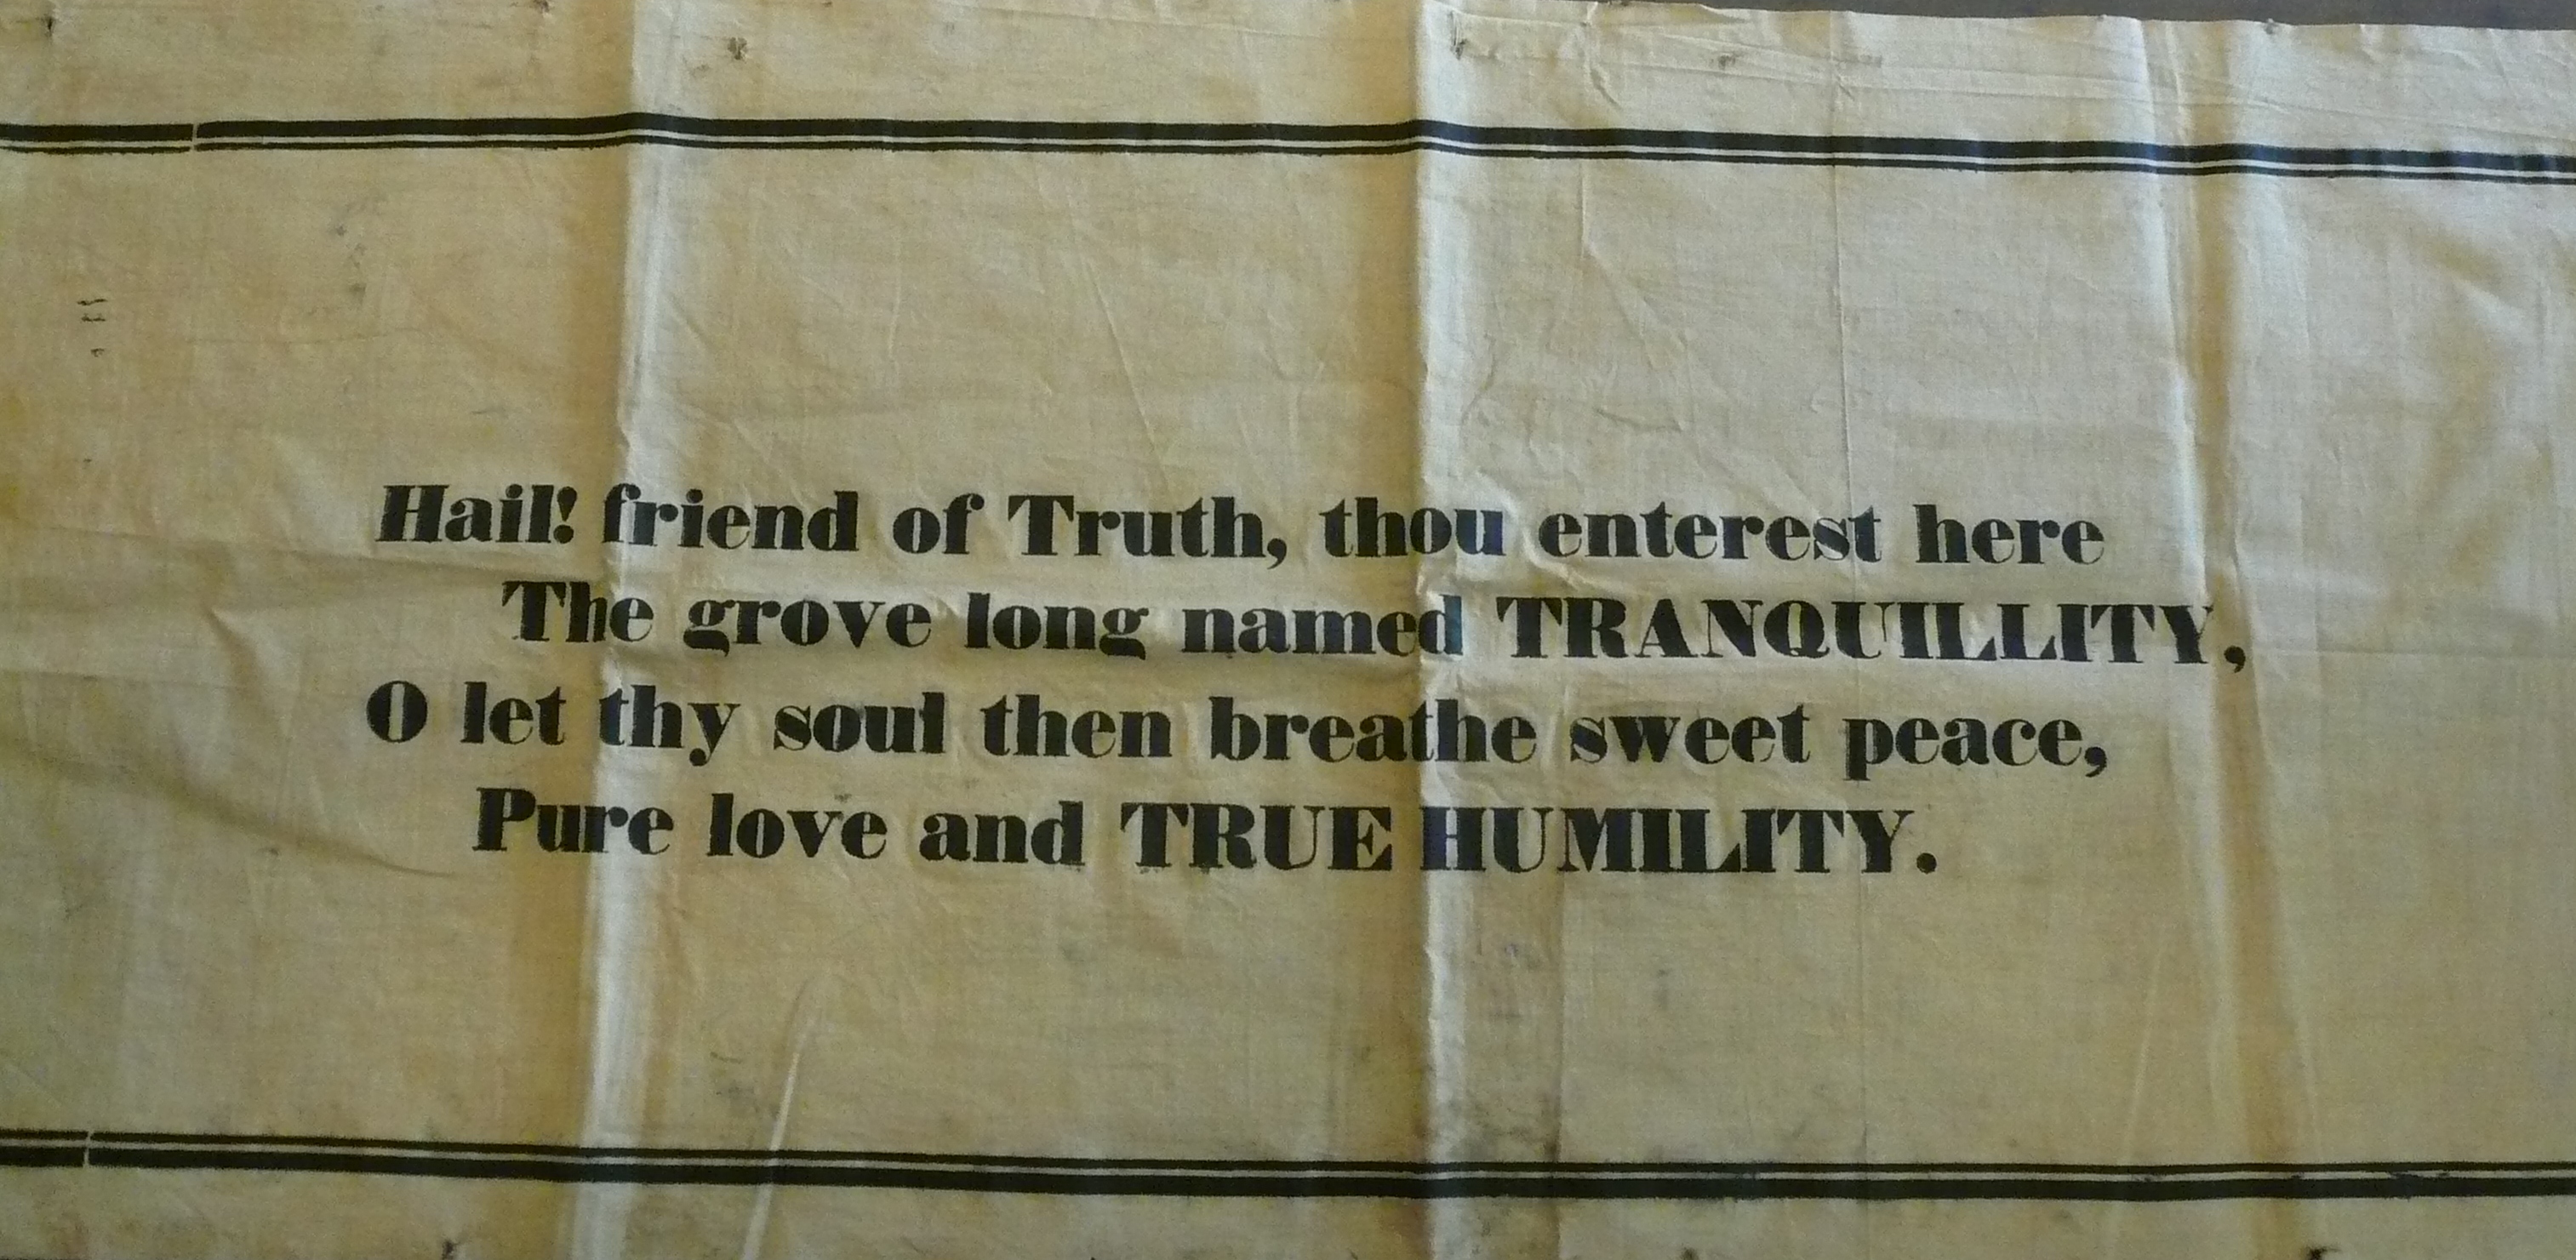 Hail! friend of Truth, thou enterest here
The grove long named TRANQUILLITY,
O let thy soul then breathe sweet peace,
Pure love and TRUE HUMILITY.